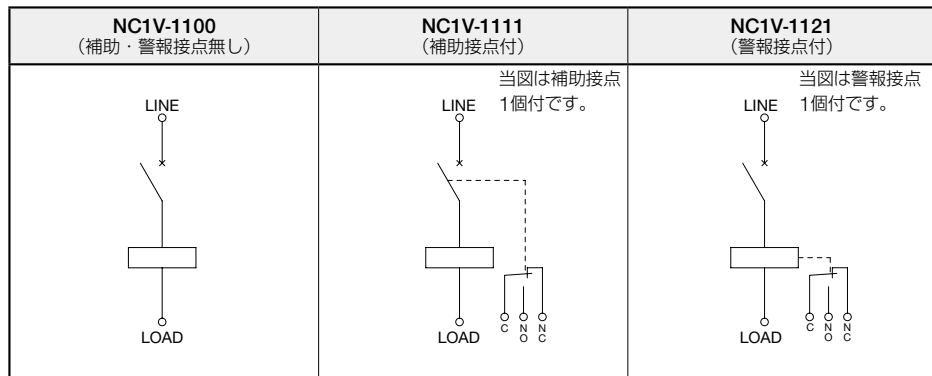 NC1V-1100
（補助・警報接点無し）
LINE
LOAD
NC1V-1111
（補助接点付）
当図は補助接点
1個付です。
LINE
LOAD
C
NO
NC
NC1V-1121
（警報接点付）
当図は警報接点
1個付です。
LINE
LOAD
C
NO
NC